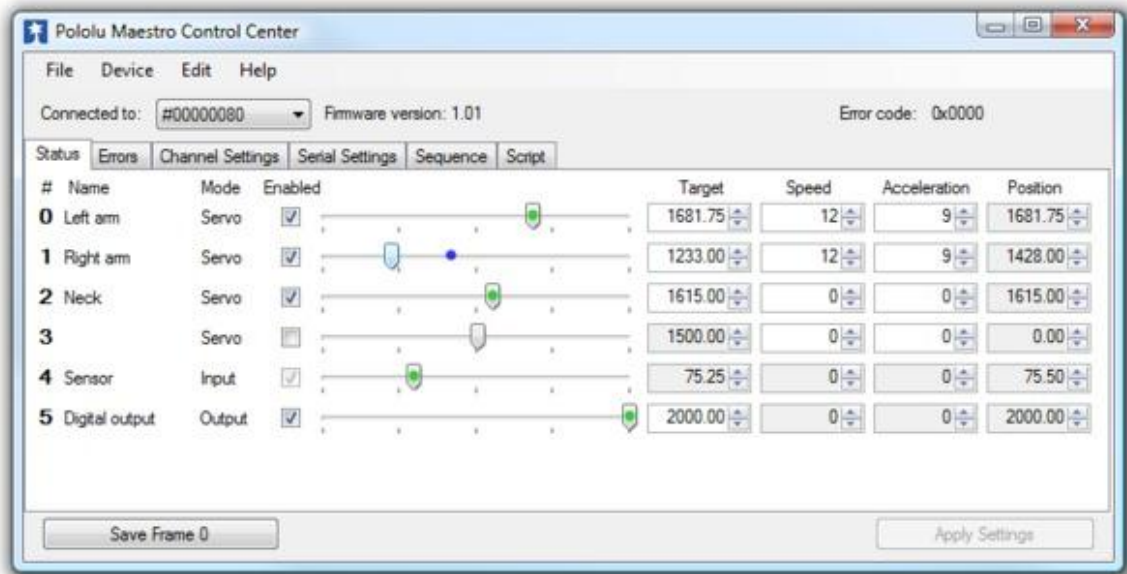 Pololu Maestro Control Center
File Device Edit Help
Connected to: #00000080 Firmware version: 1.01 Error code: 0x0000
Status Errors Channel Settings Serial Settings Sequence Script
# Name Mode Enabled Target Speed Acceleration Position
0 Left arm Servo 1681.75 12 9 1681.75
1 Right arm Servo 1233.00 12 9 1428.00
2 Neck Servo 1615.00 0 0 1615.00
3 Servo 1500.00 0 0 0.00
4 Sensor Input 75.25 0 0 75.50
5 Digital output Output 2000.00 0 0 2000.00
Save Frame 0 Apply Settings